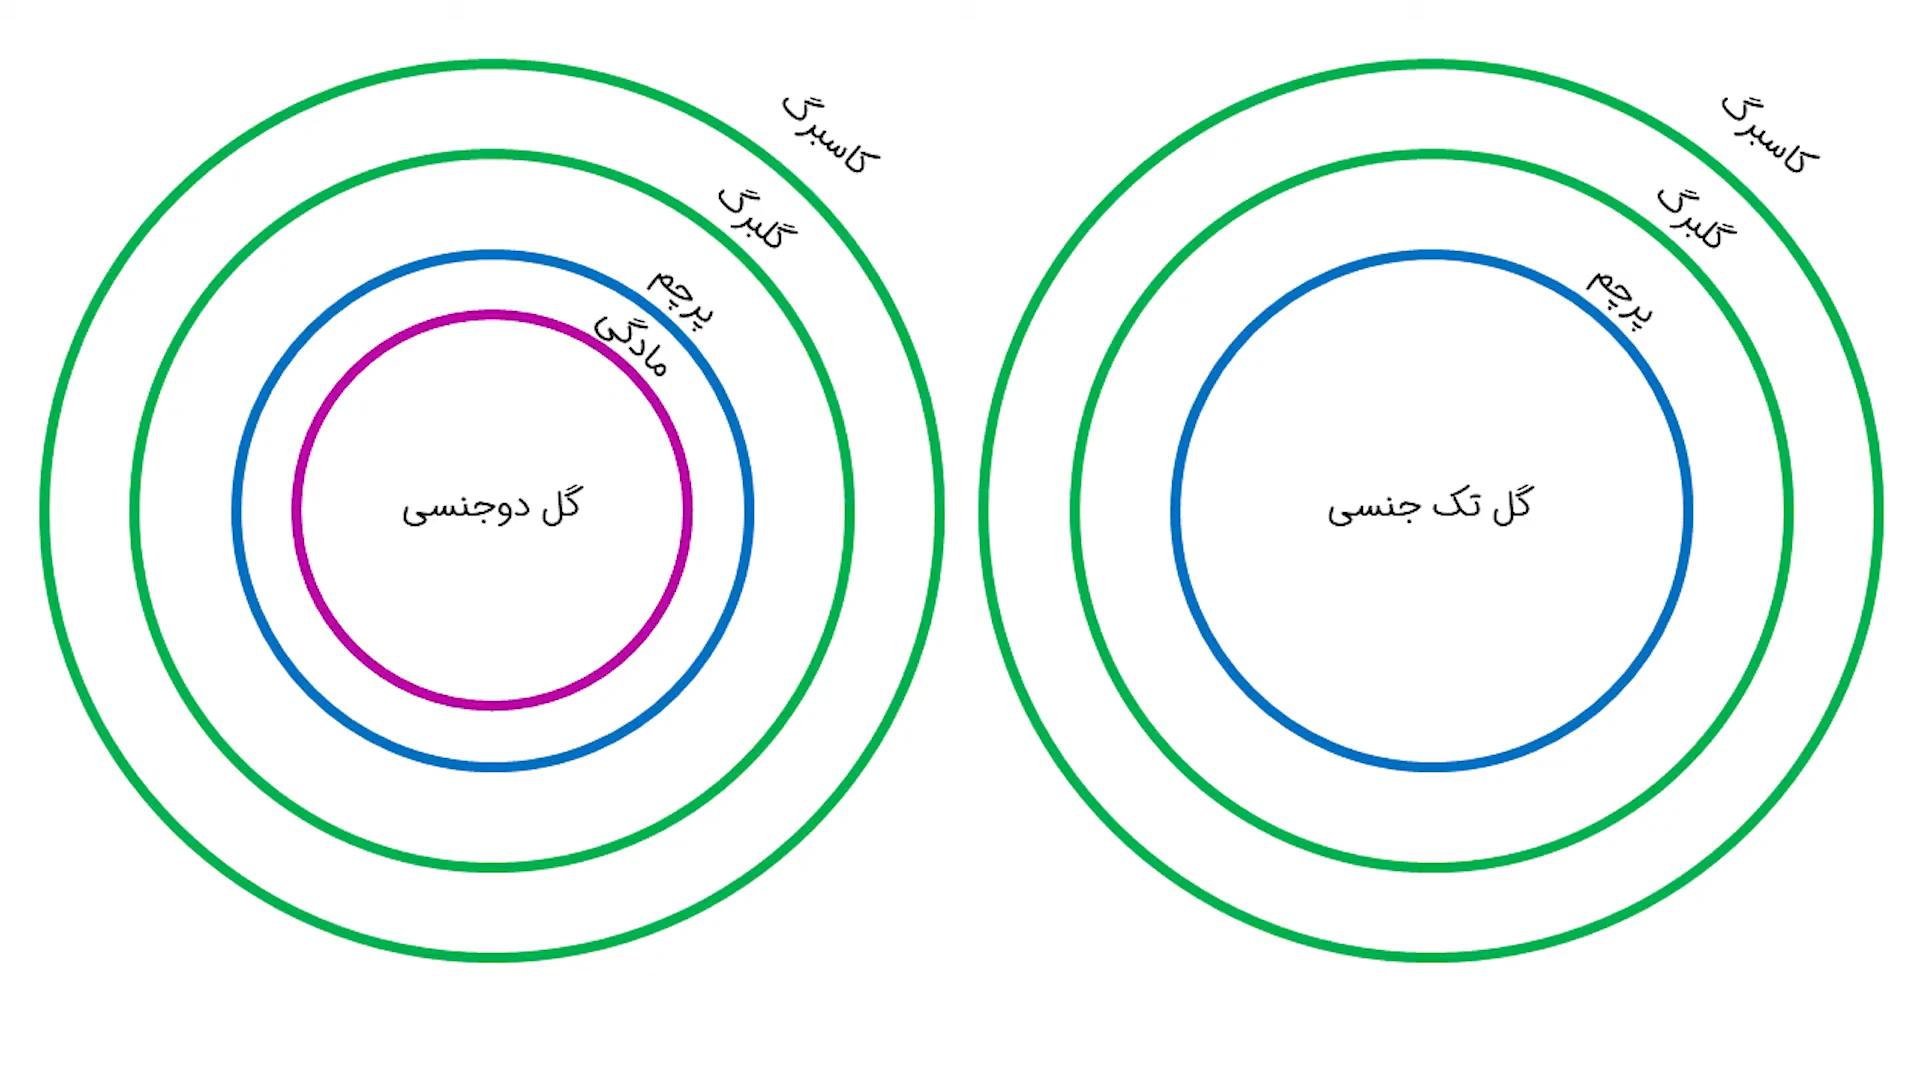 کاسبرگ
گلبرگ
پرچم
گل تک جنسی
کاسبرگ
گلبرگ
پرچم
مادگی
گل دوجنسی